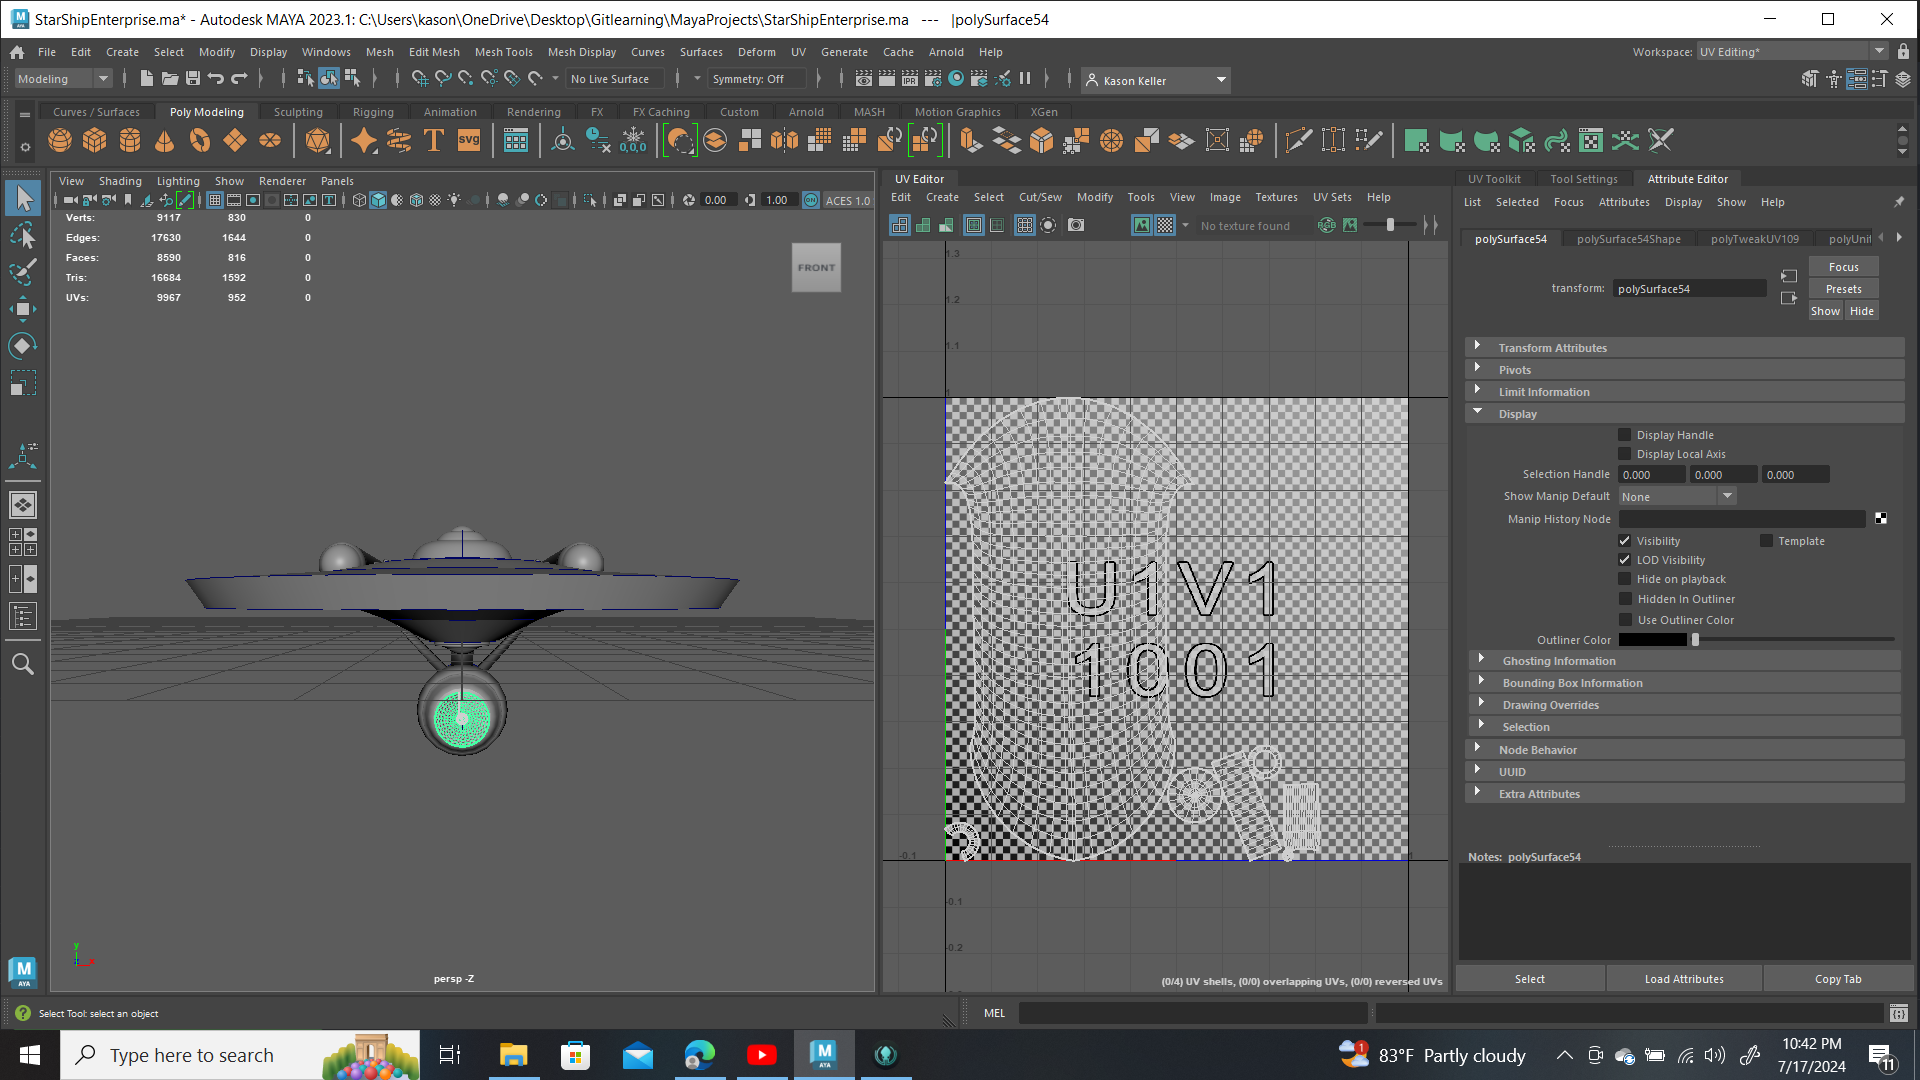 StarShipEnterprise.ma* - Autodesk MAYA 2023.1: C:\Users\kason\OneDrive\Desktop\Gitlearning\MayaProjects\StarShipEnterprise.ma --- |polySurface54
File Edit Create Select Modify Display Windows Mesh Edit Mesh Mesh Tools Mesh Display Curves Surfaces Deform UV Generate Cache Arnold Help
Workspace: UV Editing*
Modeling
No Live Surface
Symmetry: Off
IPR
Kason Keller
Curves / Surfaces Poly Modeling Sculpting Rigging Animation Rendering FX FX Caching Custom Arnold MASH Motion Graphics XGen
T
SVG
0,0,0
View Shading Lighting Show Renderer Panels
0.00
1.00
ACES 1.0
Verts: 9117 830 0
Edges: 17630 1644 0
Faces: 8590 816 0
Tris: 16684 1592 0
UVs: 9967 952 0
FRONT
y
x
persp -Z
UV Editor
Edit Create Select Cut/Sew Modify Tools View Image Textures UV Sets Help
No texture found
RGB
1.3
1.2
1.1
1
U1V1
1001
-0.1
1
-0.1
-0.2
(0/4) UV shells, (0/0) overlapping UVs, (0/0) reversed UVs
UV Toolkit Tool Settings Attribute Editor
List Selected Focus Attributes Display Show Help
polySurface54 polySurface54Shape polyTweakUV109 polyUnif
transform: polySurface54
Focus
Presets
Show Hide
Transform Attributes
Pivots
Limit Information
Display
Display Handle
Display Local Axis
Selection Handle 0.000 0.000 0.000
Show Manip Default None
Manip History Node
Visibility Template
LOD Visibility
Hide on playback
Hidden In Outliner
Use Outliner Color
Outliner Color
Ghosting Information
Bounding Box Information
Drawing Overrides
Selection
Node Behavior
UUID
Extra Attributes
Notes: polySurface54
Select Load Attributes Copy Tab
M
AYA
Select Tool: select an object
MEL
Type here to search
M
AYA
1
83°F Partly cloudy
10:42 PM
7/17/2024
11